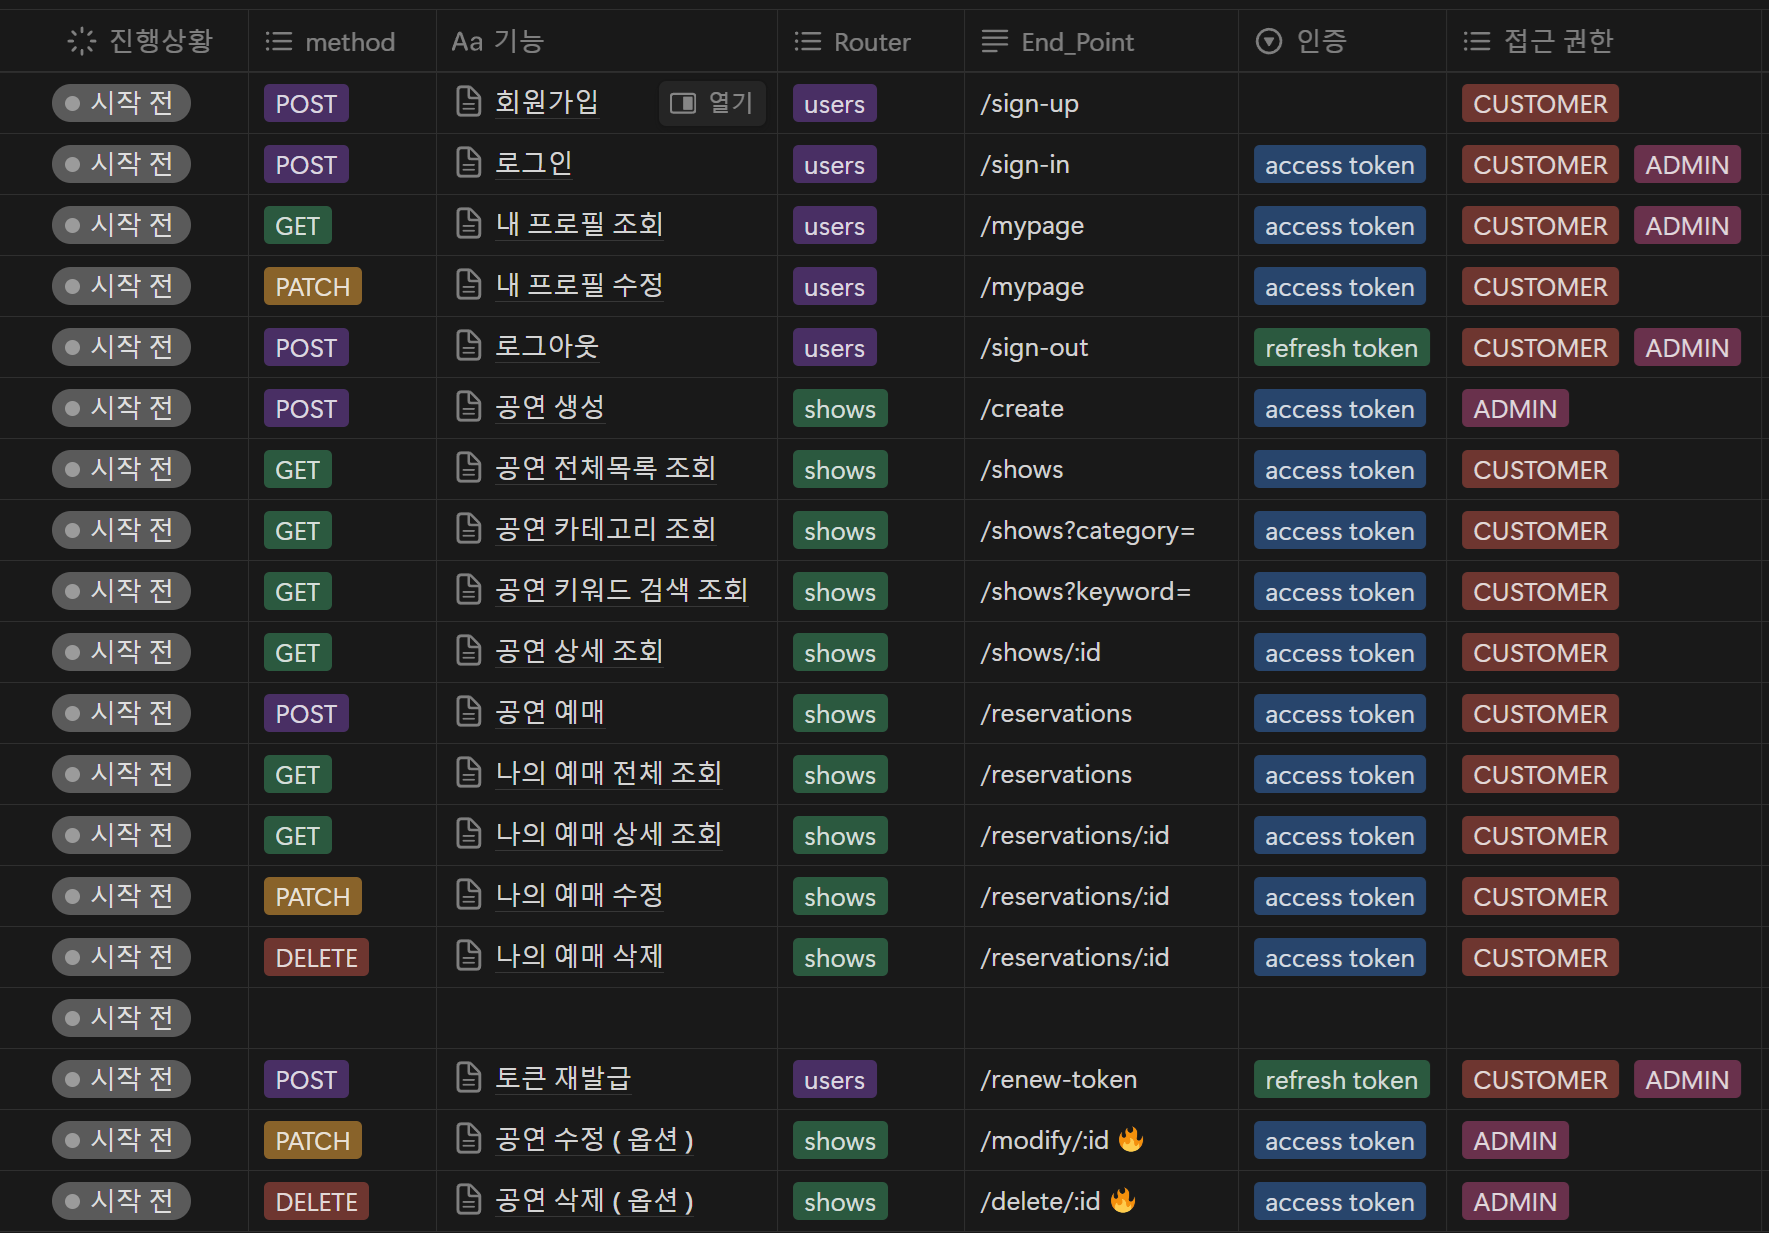 진행상황 method Aa 기능 Router End_Point 인증 접근 권한
시작 전 POST 회원가입 열기 users /sign-up CUSTOMER
시작 전 POST 로그인 users /sign-in access token CUSTOMER ADMIN
시작 전 GET 내 프로필 조회 users /mypage access token CUSTOMER ADMIN
시작 전 PATCH 내 프로필 수정 users /mypage access token CUSTOMER
시작 전 POST 로그아웃 users /sign-out refresh token CUSTOMER ADMIN
시작 전 POST 공연 생성 shows /create access token ADMIN
시작 전 GET 공연 전체목록 조회 shows /shows access token CUSTOMER
시작 전 GET 공연 카테고리 조회 shows /shows?category= access token CUSTOMER
시작 전 GET 공연 키워드 검색 조회 shows /shows?keyword= access token CUSTOMER
시작 전 GET 공연 상세 조회 shows /shows/:id access token CUSTOMER
시작 전 POST 공연 예매 shows /reservations access token CUSTOMER
시작 전 GET 나의 예매 전체 조회 shows /reservations access token CUSTOMER
시작 전 GET 나의 예매 상세 조회 shows /reservations/:id access token CUSTOMER
시작 전 PATCH 나의 예매 수정 shows /reservations/:id access token CUSTOMER
시작 전 DELETE 나의 예매 삭제 shows /reservations/:id access token CUSTOMER
시작 전
시작 전 POST 토큰 재발급 users /renew-token refresh token CUSTOMER ADMIN
시작 전 PATCH 공연 수정 ( 옵션 ) shows /modify/:id 🔥 access token ADMIN
시작 전 DELETE 공연 삭제 ( 옵션 ) shows /delete/:id 🔥 access token ADMIN